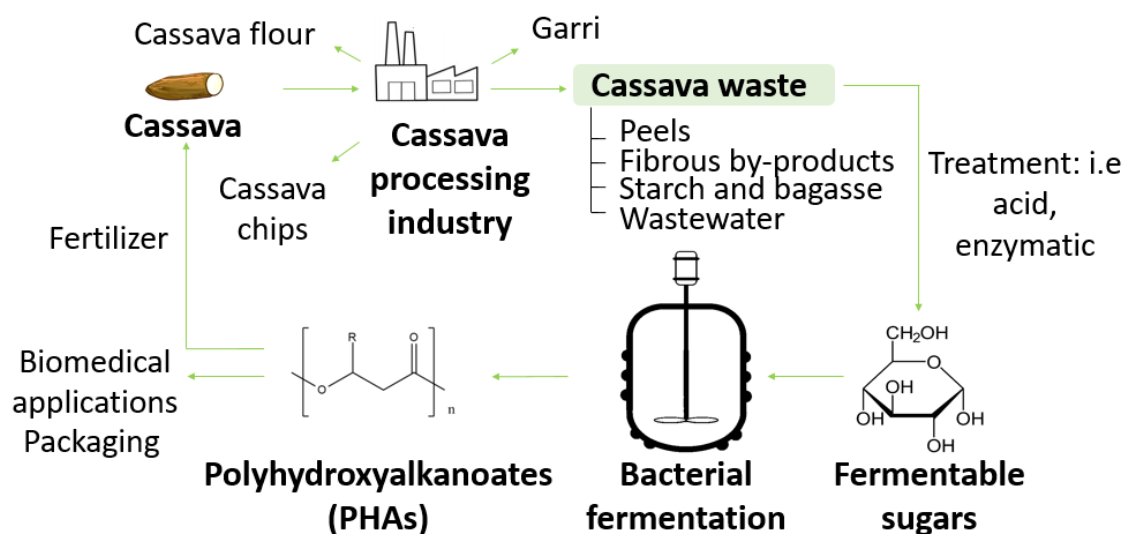 Cassava flour
Garri
Cassava
Cassava
processing
industry
Cassava
chips
Cassava waste
Peels
Fibrous by-products
Starch and bagasse
Wastewater
Treatment: i.e
acid,
enzymatic
Fertilizer
Biomedical
applications
Packaging
R
O
O
n
Polyhydroxyalkanoates
(PHAs)
Bacterial
fermentation
CH2OH
O
OH
OH
OH
OH
Fermentable
sugars